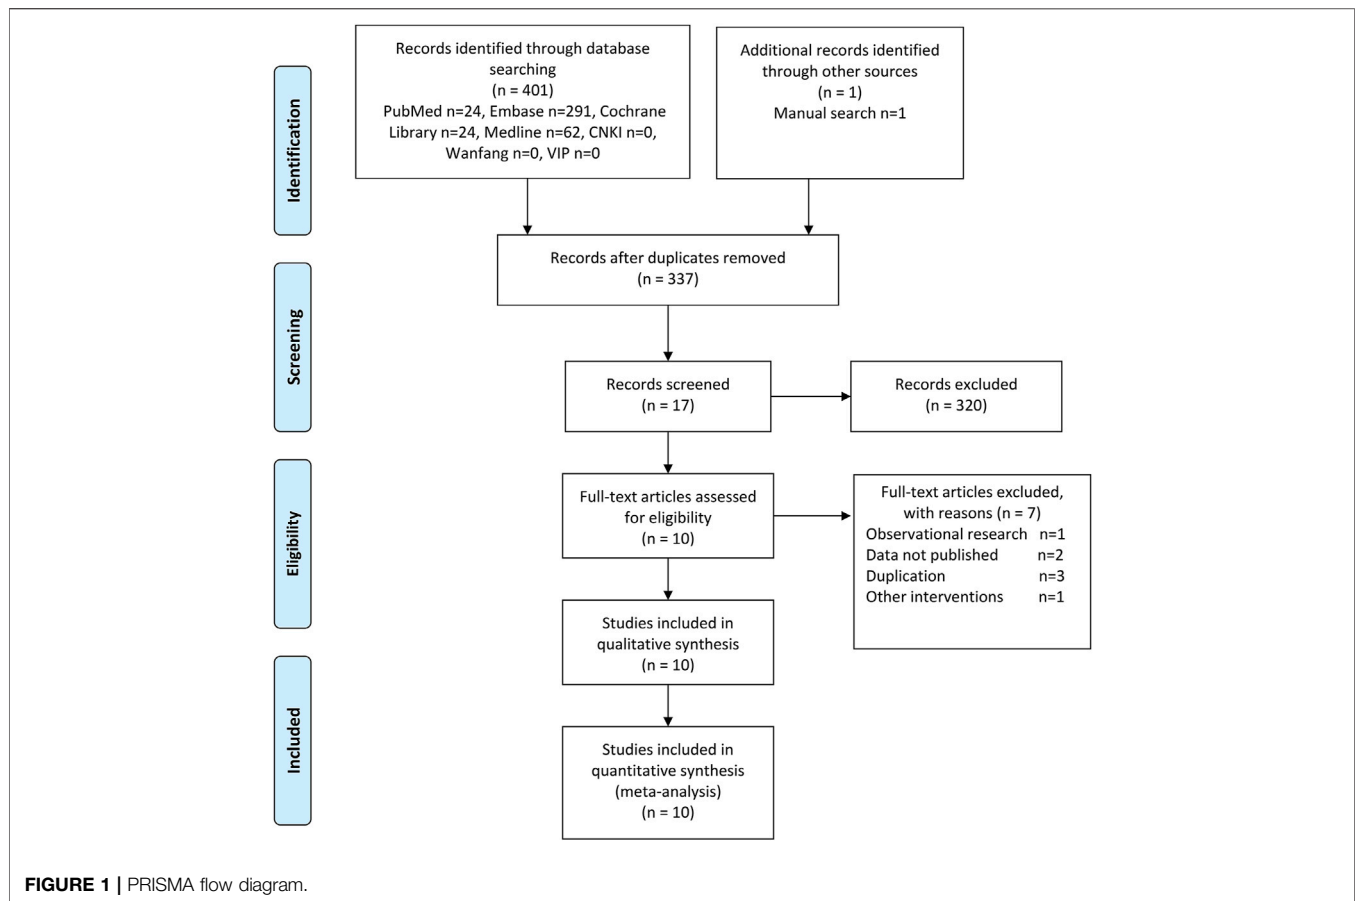 Identification
Records identified through database
searching
(n = 401)
PubMed n=24, Embase n=291, Cochrane
Library n=24, Medline n=62, CNKI n=0,
Wanfang n=0, VIP n=0
Additional records identified
through other sources
(n = 1)
Manual search n=1
Records after duplicates removed
(n = 337)
Screening
Records screened
(n = 17)
Records excluded
(n = 320)
Eligibility
Full-text articles assessed
for eligibility
(n = 10)
Full-text articles excluded,
with reasons (n = 7)
Observational research n=1
Data not published n=2
Duplication n=3
Other interventions n=1
Studies included in
qualitative synthesis
(n = 10)
Included
Studies included in
quantitative synthesis
(meta-analysis)
(n = 10)
FIGURE 1 | PRISMA flow diagram.